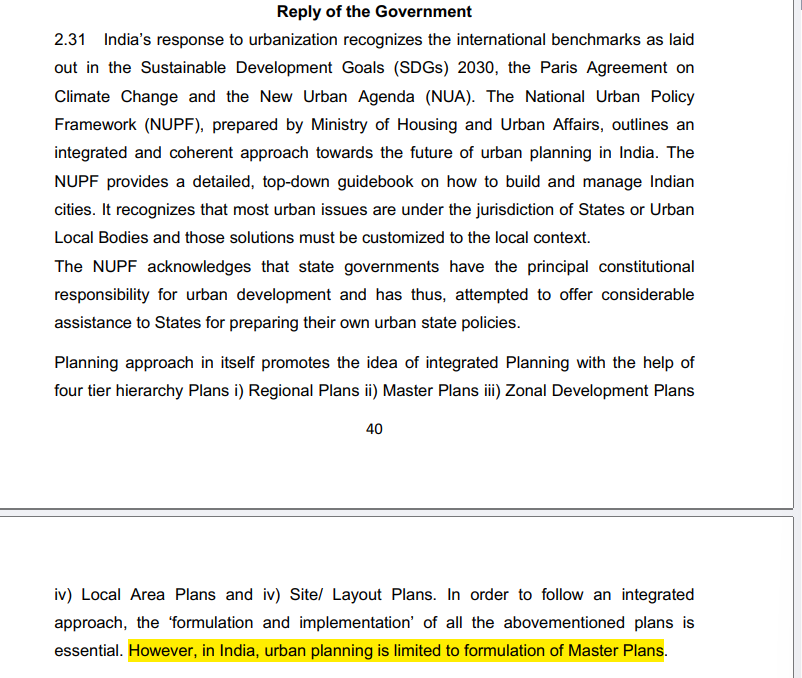 Reply of the Government
2.31 India’s response to urbanization recognizes the international benchmarks as laid
out in the Sustainable Development Goals (SDGs) 2030, the Paris Agreement on
Climate Change and the New Urban Agenda (NUA). The National Urban Policy
Framework (NUPF), prepared by Ministry of Housing and Urban Affairs, outlines an
integrated and coherent approach towards the future of urban planning in India. The
NUPF provides a detailed, top-down guidebook on how to build and manage Indian
cities. It recognizes that most urban issues are under the jurisdiction of States or Urban
Local Bodies and those solutions must be customized to the local context.
The NUPF acknowledges that state governments have the principal constitutional
responsibility for urban development and has thus, attempted to offer considerable
assistance to States for preparing their own urban state policies.
Planning approach in itself promotes the idea of integrated Planning with the help of
four tier hierarchy Plans i) Regional Plans ii) Master Plans iii) Zonal Development Plans
40
iv) Local Area Plans and iv) Site/ Layout Plans. In order to follow an integrated
approach, the ‘formulation and implementation’ of all the abovementioned plans is
essential. However, in India, urban planning is limited to formulation of Master Plans.